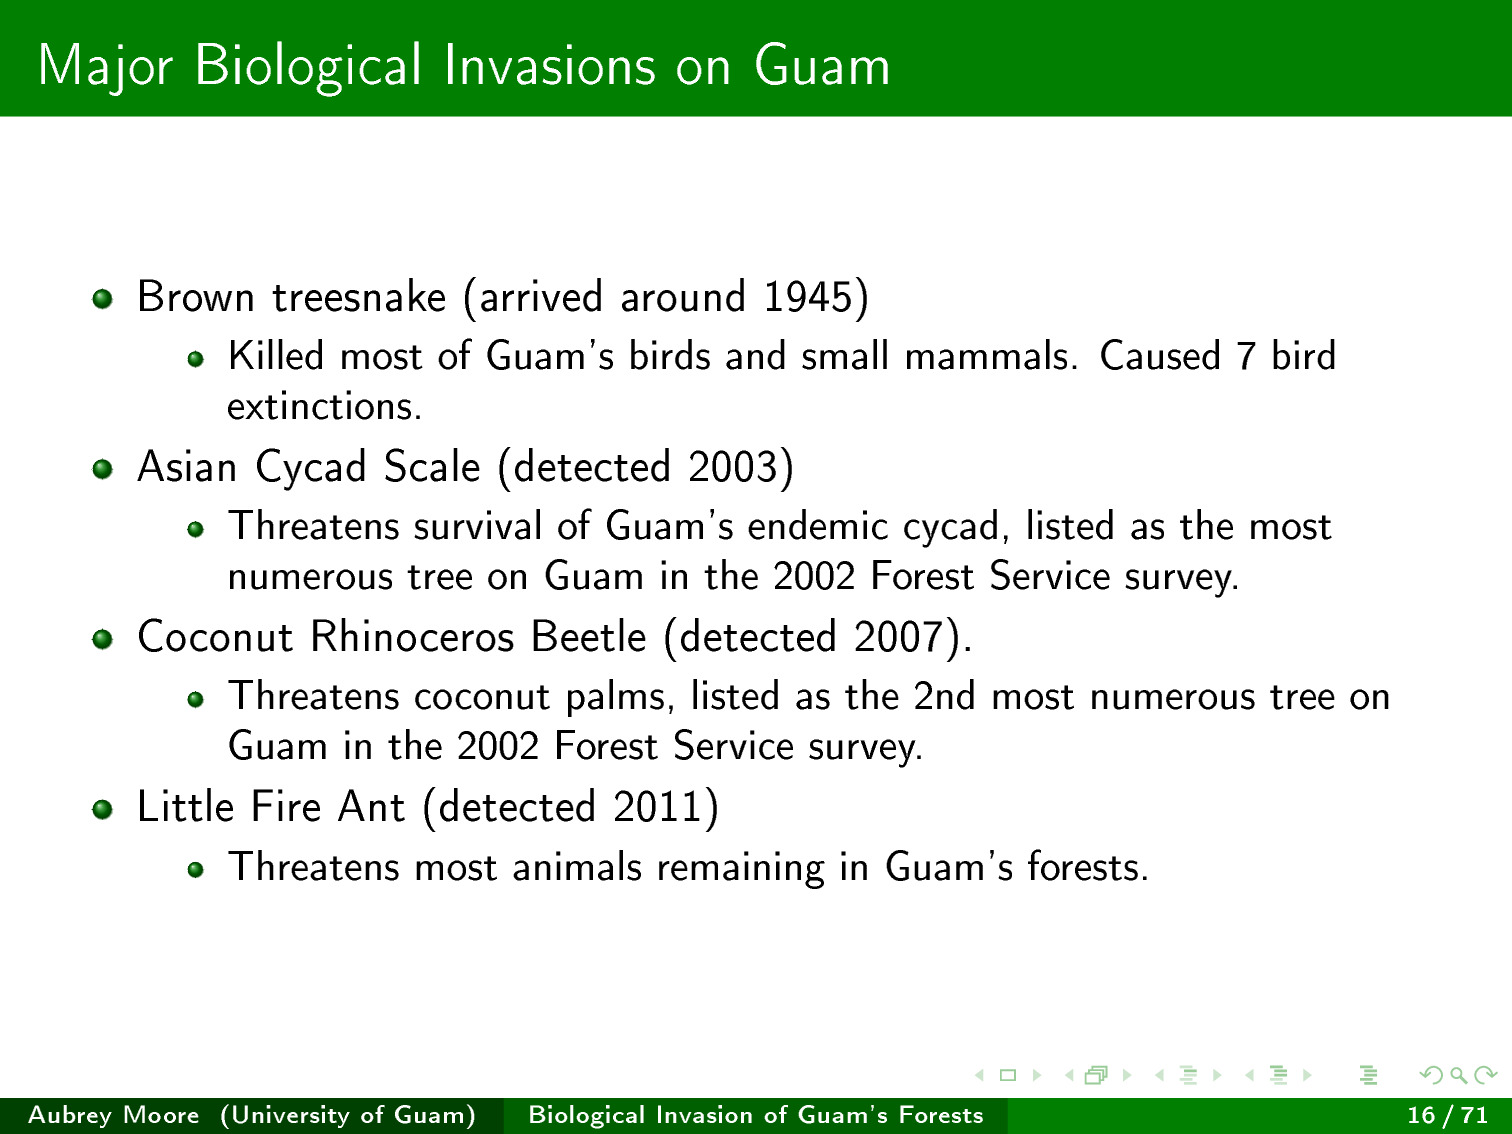 Major Biological Invasions on Guam
Brown treesnake (arrived around 1945)
Killed most of Guam's birds and small mammals. Caused 7 bird
extinctions.
Asian Cycad Scale (detected 2003)
Threatens survival of Guam's endemic cycad, listed as the most
numerous tree on Guam in the 2002 Forest Service survey.
Coconut Rhinoceros Beetle (detected 2007).
Threatens coconut palms, listed as the 2nd most numerous tree on
Guam in the 2002 Forest Service survey.
Little Fire Ant (detected 2011)
Threatens most animals remaining in Guam's forests.
Aubrey Moore (University of Guam) Biological Invasion of Guam's Forests 16 / 71